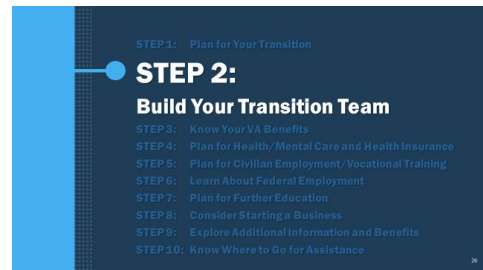 STEP 1: Plan for Your Transition
STEP 2:
Build Your Transition Team
STEP 3: Know Your VA Benefits
STEP 4: Plan for Health/Mental Care and Health Insurance
STEP 5: Plan for Civilian Employment/Vocational Training
STEP 6: Learn About Federal Employment
STEP 7: Plan for Further Education
STEP 8: Consider Starting a Business
STEP 9: Explore Additional Information and Benefits
STEP 10: Know Where to Go for Assistance
26